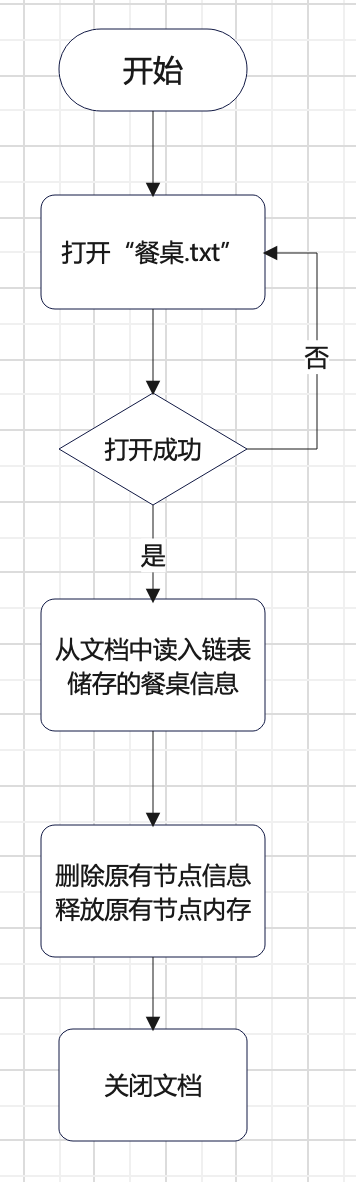 开始
打开“餐桌.txt”
打开成功
否
是
从文档中读入链表
储存的餐桌信息
删除原有节点信息
释放原有节点内存
关闭文档